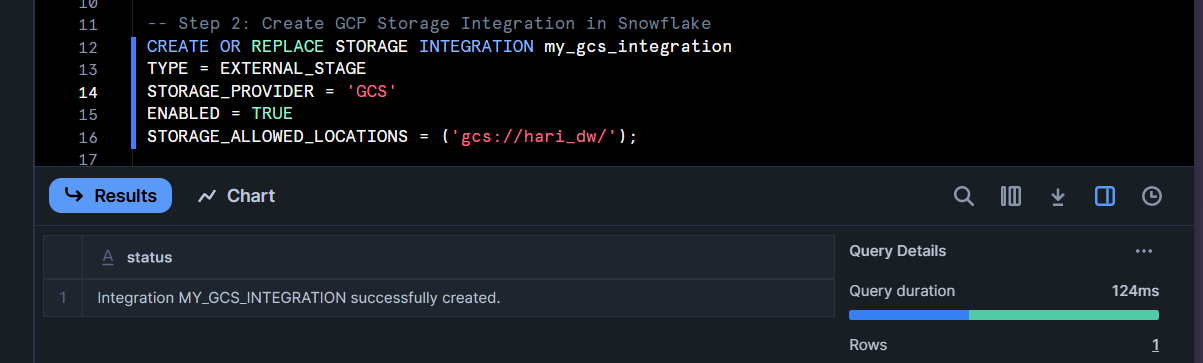 10
11 -- Step 2: Create GCP Storage Integration in Snowflake
12 CREATE OR REPLACE STORAGE INTEGRATION my_gcs_integration
13 TYPE = EXTERNAL_STAGE
14 STORAGE_PROVIDER = 'GCS'
15 ENABLED = TRUE
16 STORAGE_ALLOWED_LOCATIONS = ('gcs://hari_dw/');
17
Results Chart
A status
Query Details
1 Integration MY_GCS_INTEGRATION successfully created.
Query duration 124ms
Rows 1